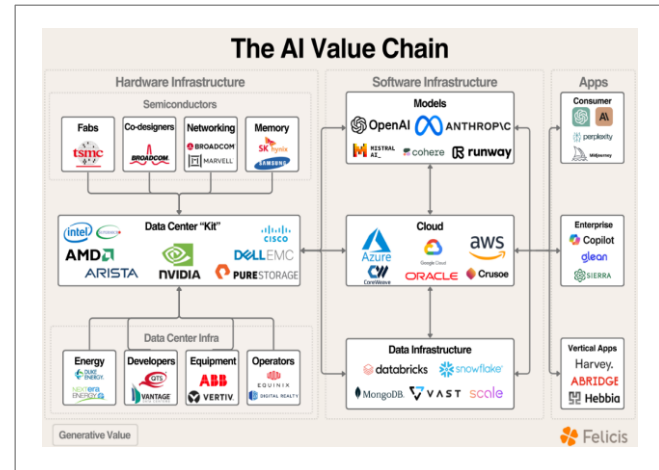 The AI Value Chain
Hardware Infrastructure
Semiconductors
Fabs
tsmc
Co-designers
BROADCOM
Networking
BROADCOM
MARVELL
Memory
SK hynix
SAMSUNG
Data Center "Kit"
intel
AMD
ARISTA
NVIDIA
CISCO
DELL EMC
PURESTORAGE
Data Center Infra
Energy
DUKE ENERGY.
NEXTera ENERGY
Developers
GTS
VANTAGE
Equipment
ABB
VERTIV.
Operators
EQUINIX
DIGITAL REALTY
Software Infrastructure
Models
OpenAI
ANTHROP\C
MISTRAL AI_
cohere
runway
Cloud
Azure
Google Cloud
aws
CoreWeave
ORACLE
Crusoe
Data Infrastructure
databricks
snowflake
MongoDB.
VAST
scale
Apps
Consumer
A\
perplexity
Midjourney
Enterprise
Copilot
glean
SIERRA
Vertical Apps
Harvey.
ABRIDGE
Hebbia
Generative Value
Felicis